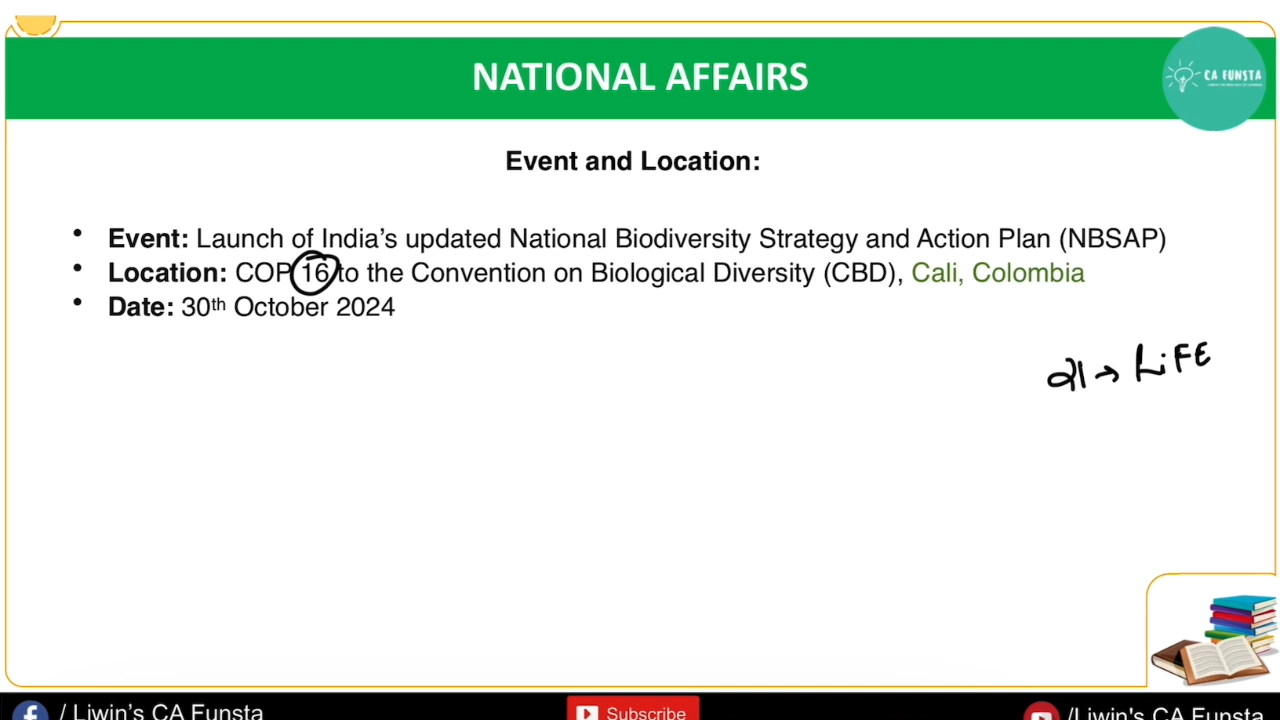 NATIONAL AFFAIRS
CA FUNSTA
Event and Location:
• Event: Launch of India’s updated National Biodiversity Strategy and Action Plan (NBSAP)
• Location: COP 16 to the Convention on Biological Diversity (CBD), Cali, Colombia
• Date: 30th October 2024
21 → LiFE
/ Liwin’s CA Funsta
Subscribe
/Liwin's CA Funsta